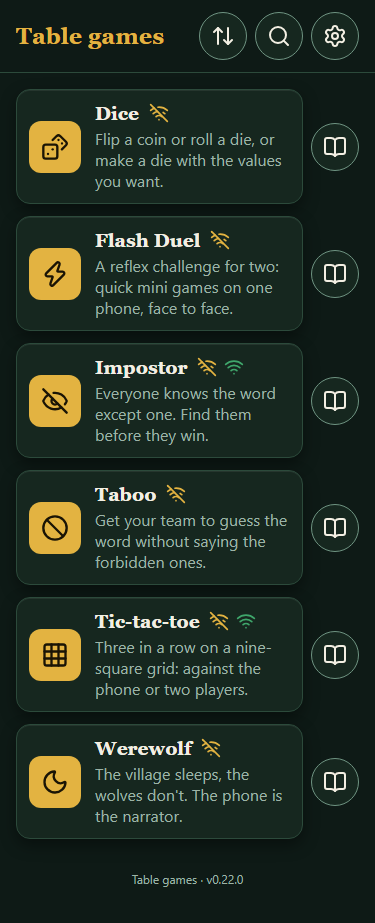 Table games
Dice
Flip a coin or roll a die, or
make a die with the values
you want.
Flash Duel
A reflex challenge for two:
quick mini games on one
phone, face to face.
Impostor
Everyone knows the word
except one. Find them
before they win.
Taboo
Get your team to guess the
word without saying the
forbidden ones.
Tic-tac-toe
Three in a row on a nine-
square grid: against the
phone or two players.
Werewolf
The village sleeps, the
wolves don't. The phone is
the narrator.
Table games · v0.22.0